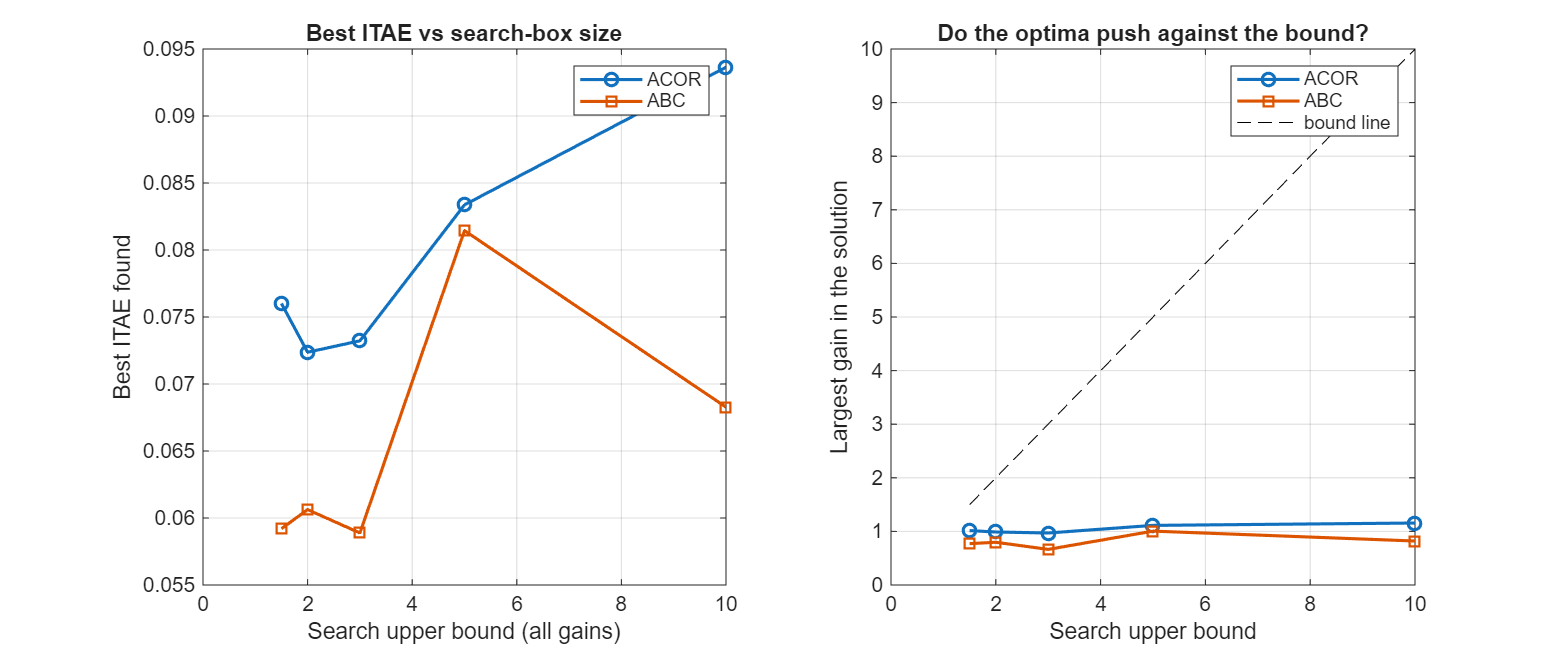 Best ITAE vs search-box size
0.095
0.09
0.085
0.08
0.075
0.07
0.065
0.06
0.055
Best ITAE found
ACOR
ABC
0 2 4 6 8 10
Search upper bound (all gains)
Do the optima push against the bound?
10
9
8
7
6
5
4
3
2
1
0
Largest gain in the solution
ACOR
ABC
bound line
0 2 4 6 8 10
Search upper bound